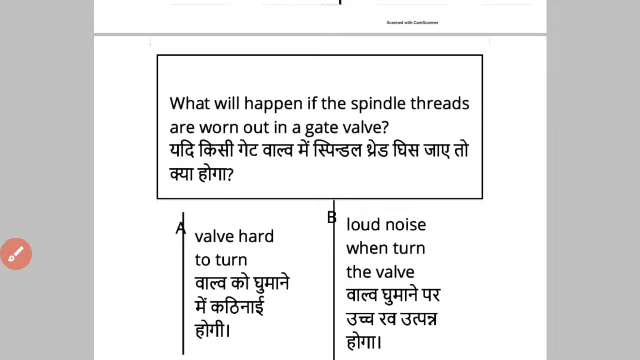 Scanned with CamScanner
What will happen if the spindle threads
are worn out in a gate valve?
यदि किसी गेट वाल्व में स्पिन्डल थ्रेड घिस जाए तो
क्या होगा?
A
valve hard
to turn
वाल्व को घुमाने
में कठिनाई
होगी।
B
loud noise
when turn
the valve
वाल्व घुमाने पर
उच्च रव उत्पन्न
होगा।